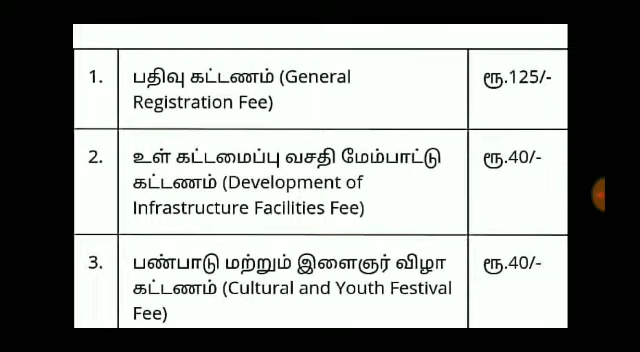 1. பதிவு கட்டணம் (General ரூ.125/-
Registration Fee)
2. உள் கட்டமைப்பு வசதி மேம்பாட்டு ரூ.40/-
கட்டணம் (Development of
Infrastructure Facilities Fee)
3. பண்பாடு மற்றும் இளைஞர் விழா ரூ.40/-
கட்டணம் (Cultural and Youth Festival
Fee)